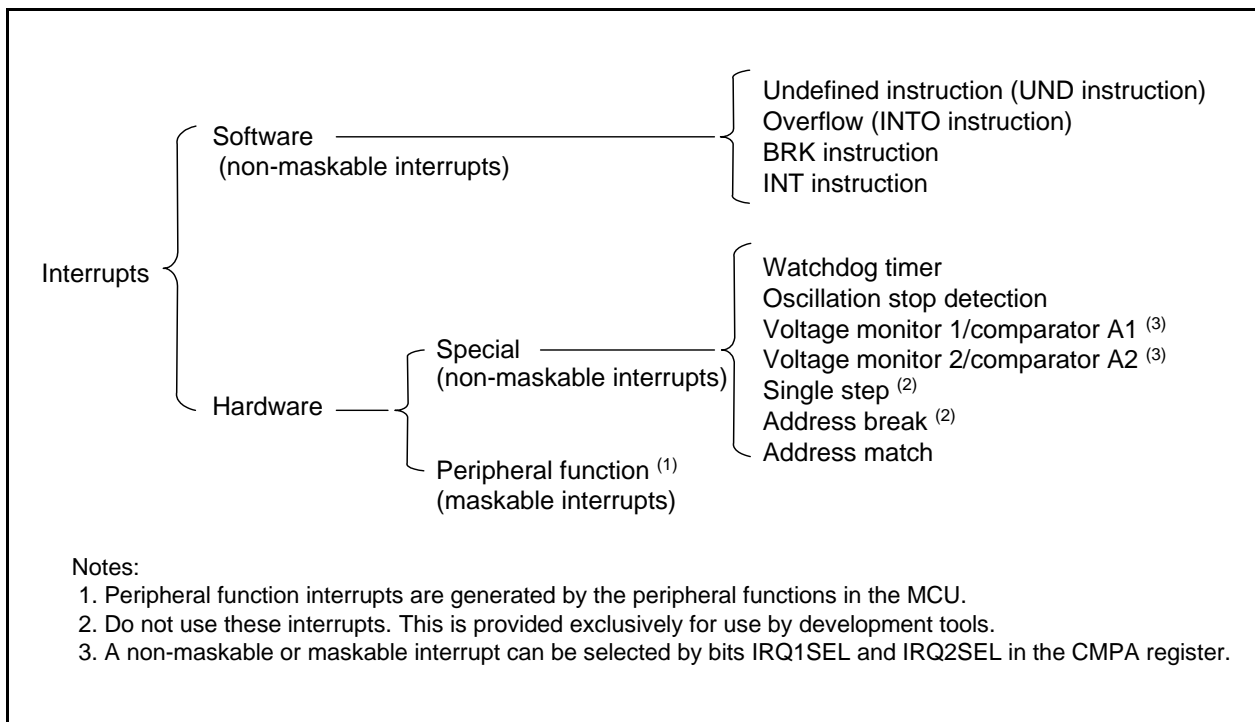 Interrupts
Software
(non-maskable interrupts)
Undefined instruction (UND instruction)
Overflow (INTO instruction)
BRK instruction
INT instruction
Hardware
Special
(non-maskable interrupts)
Watchdog timer
Oscillation stop detection
Voltage monitor 1/comparator A1 (3)
Voltage monitor 2/comparator A2 (3)
Single step (2)
Address break (2)
Address match
Peripheral function (1)
(maskable interrupts)
Notes:
1. Peripheral function interrupts are generated by the peripheral functions in the MCU.
2. Do not use these interrupts. This is provided exclusively for use by development tools.
3. A non-maskable or maskable interrupt can be selected by bits IRQ1SEL and IRQ2SEL in the CMPA register.